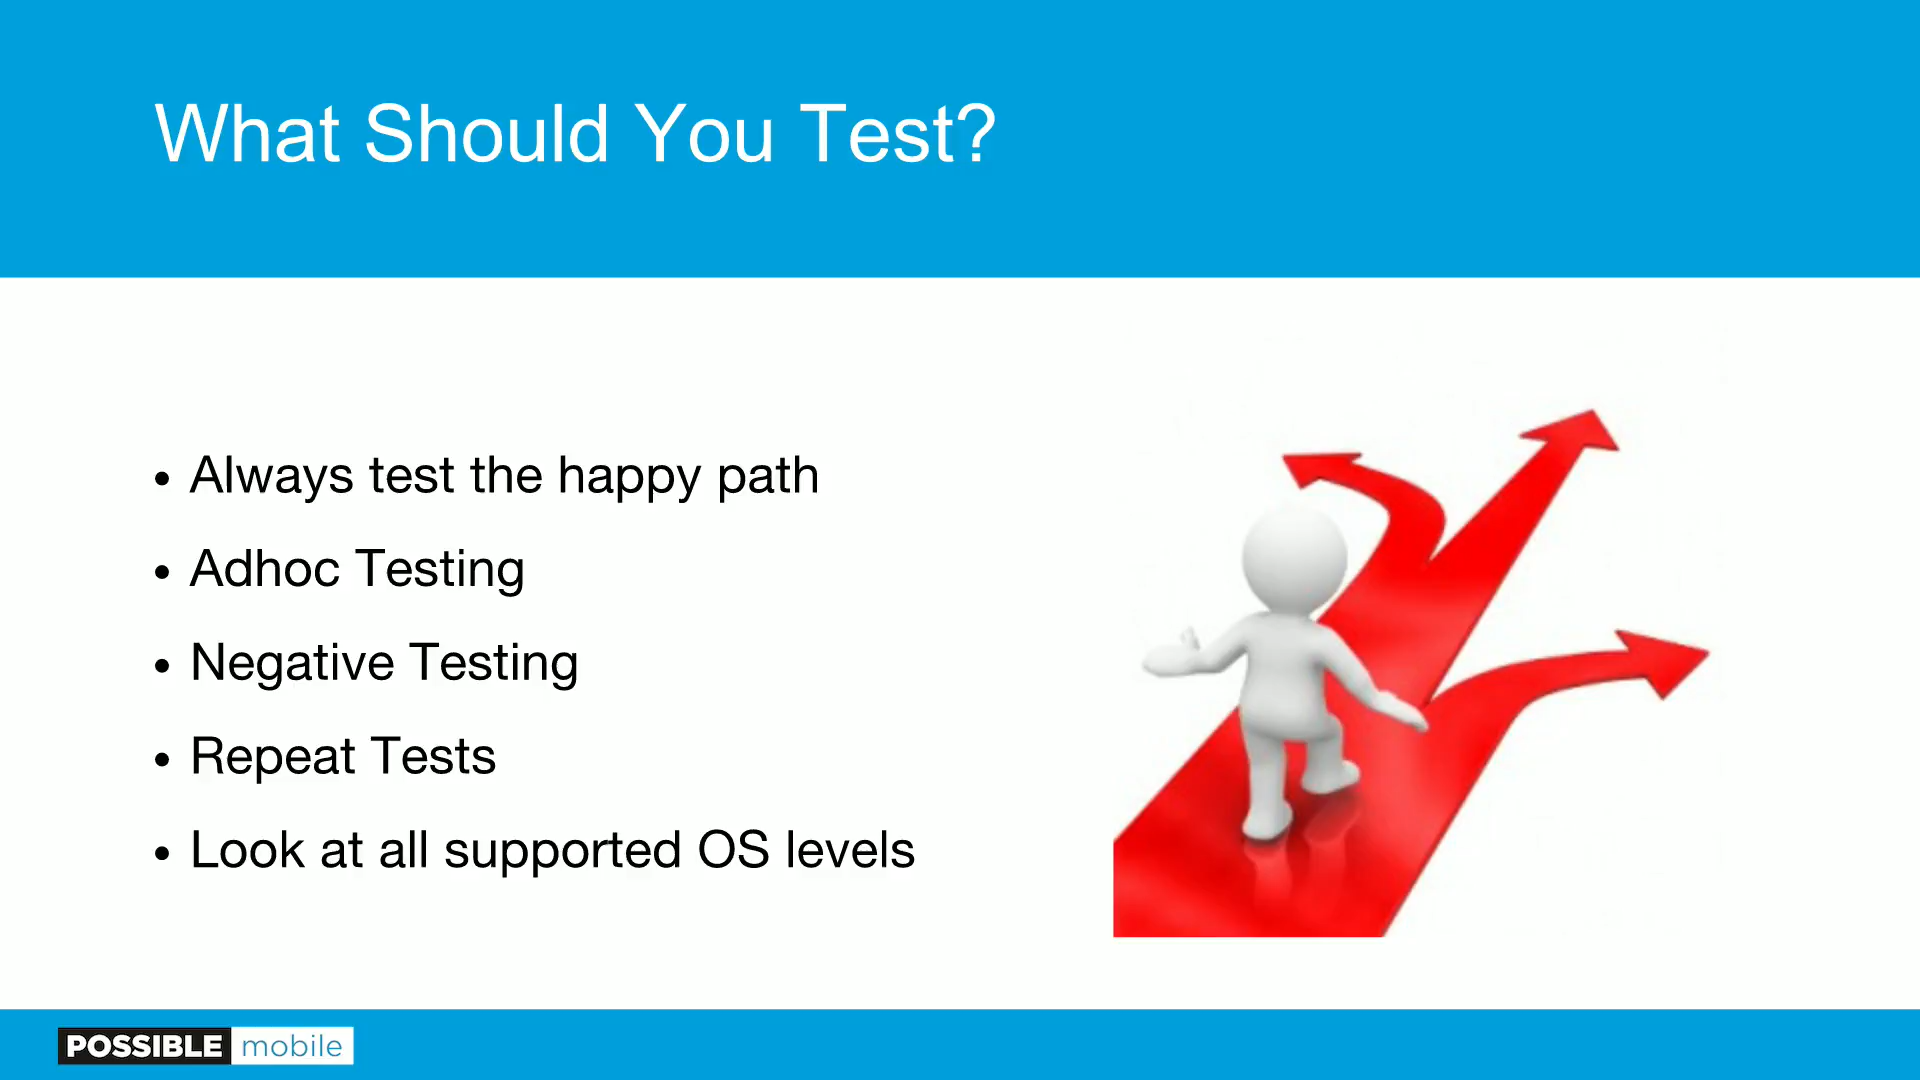 What Should You Test?
• Always test the happy path
• Adhoc Testing
• Negative Testing
• Repeat Tests
• Look at all supported OS levels
POSSIBLE mobile